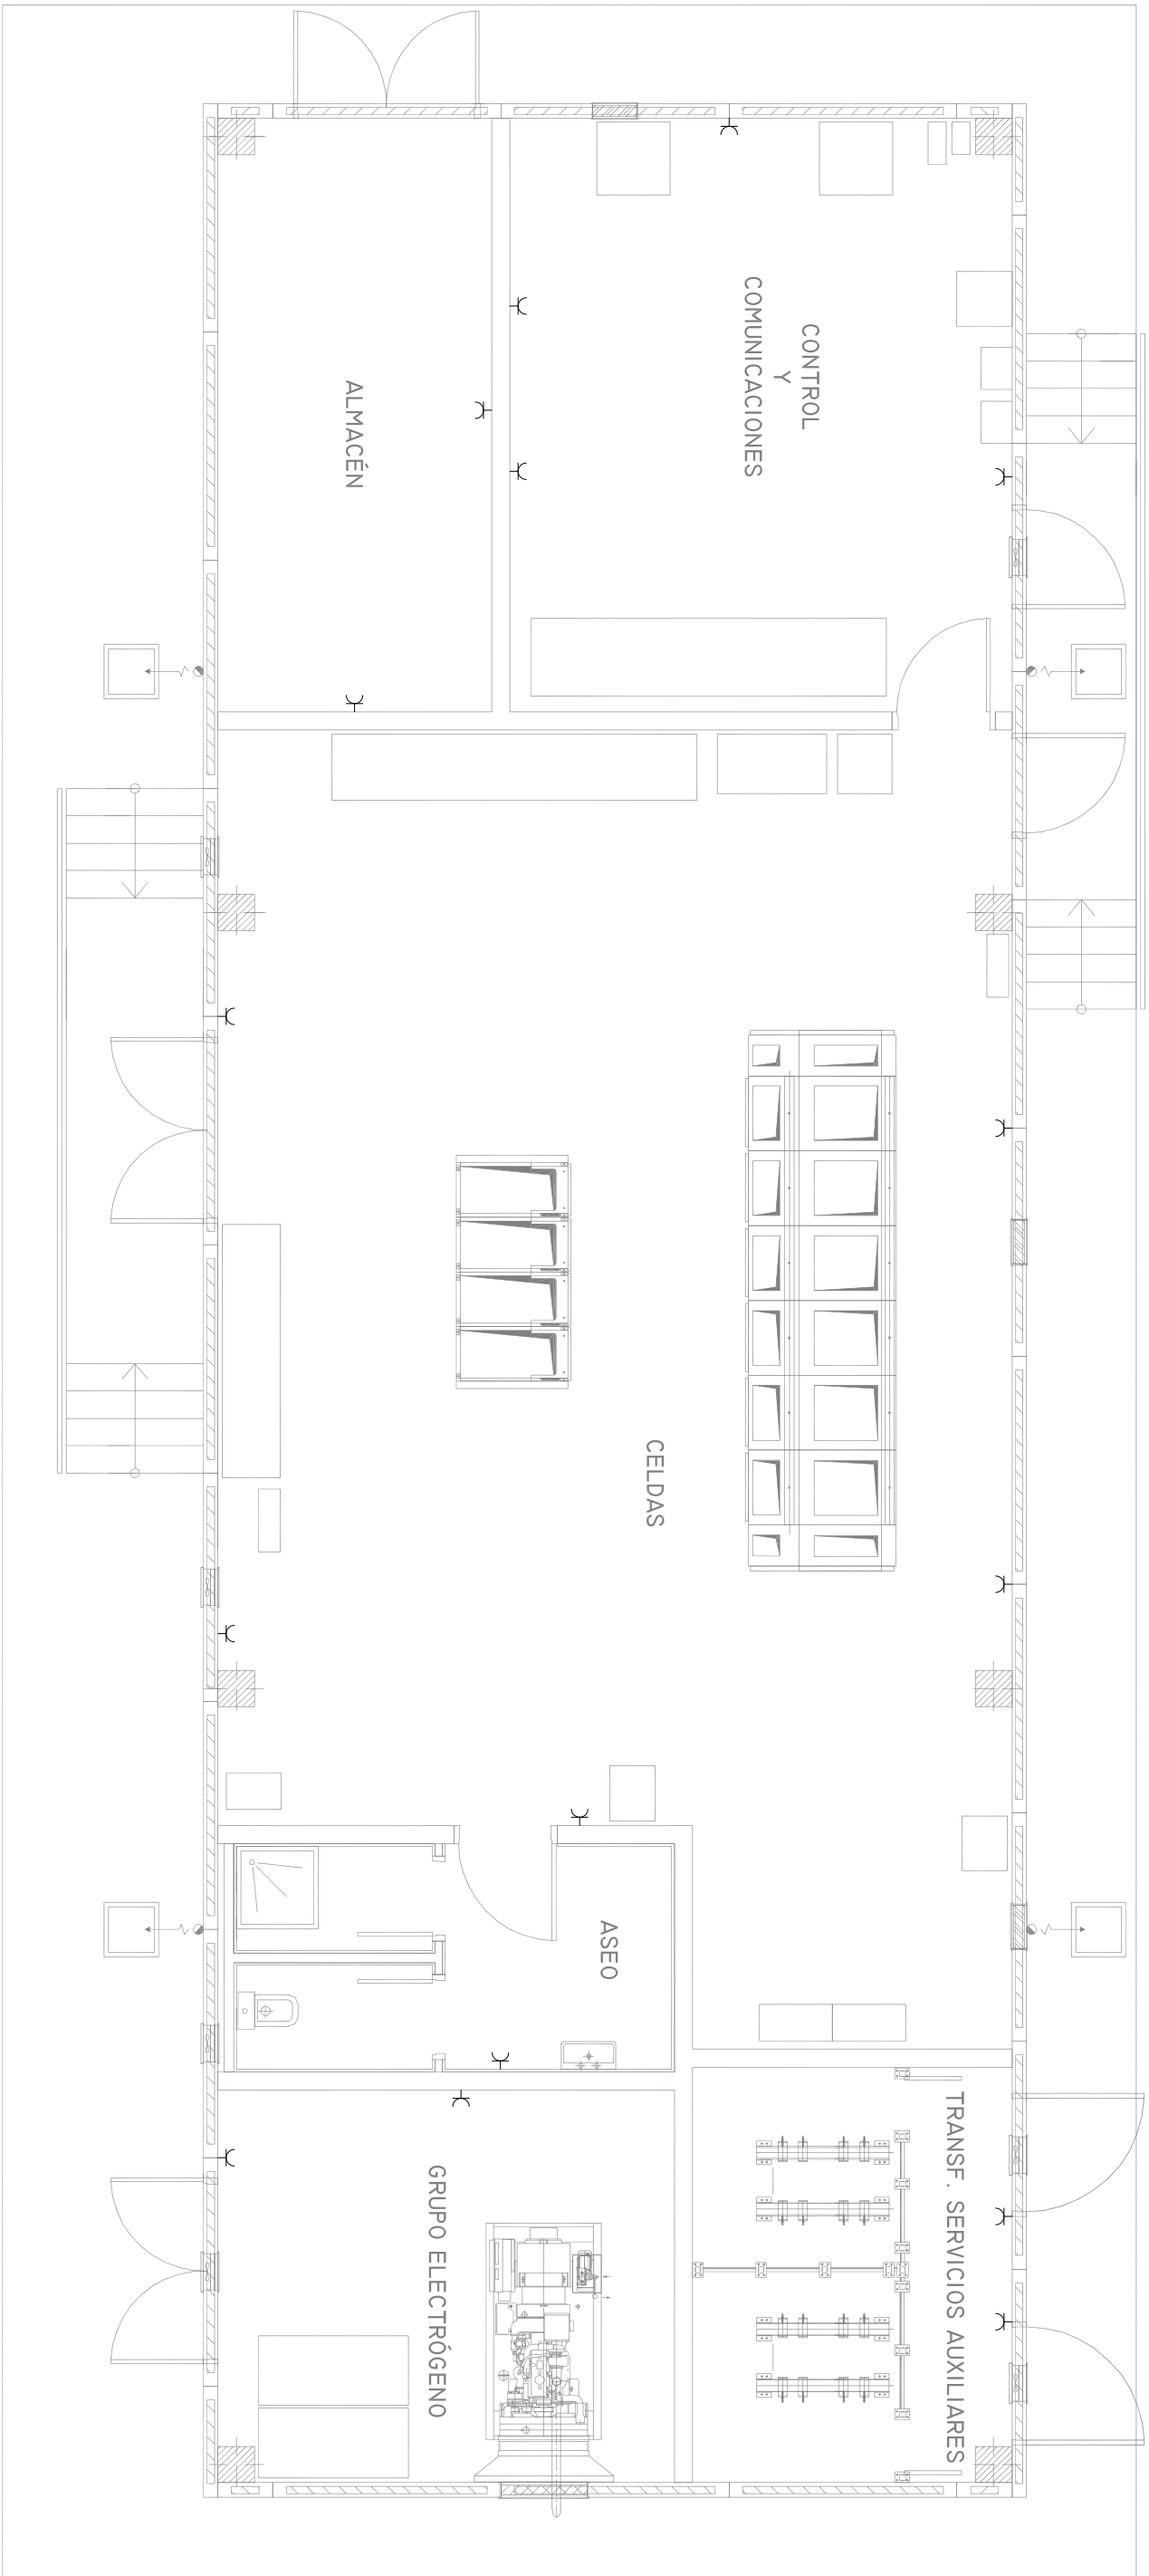 CONTROL
Y
COMUNICACIONES
ALMACÉN
CELDAS
ASEO
TRANSF. SERVICIOS AUXILIARES
GRUPO ELECTRÓGENO